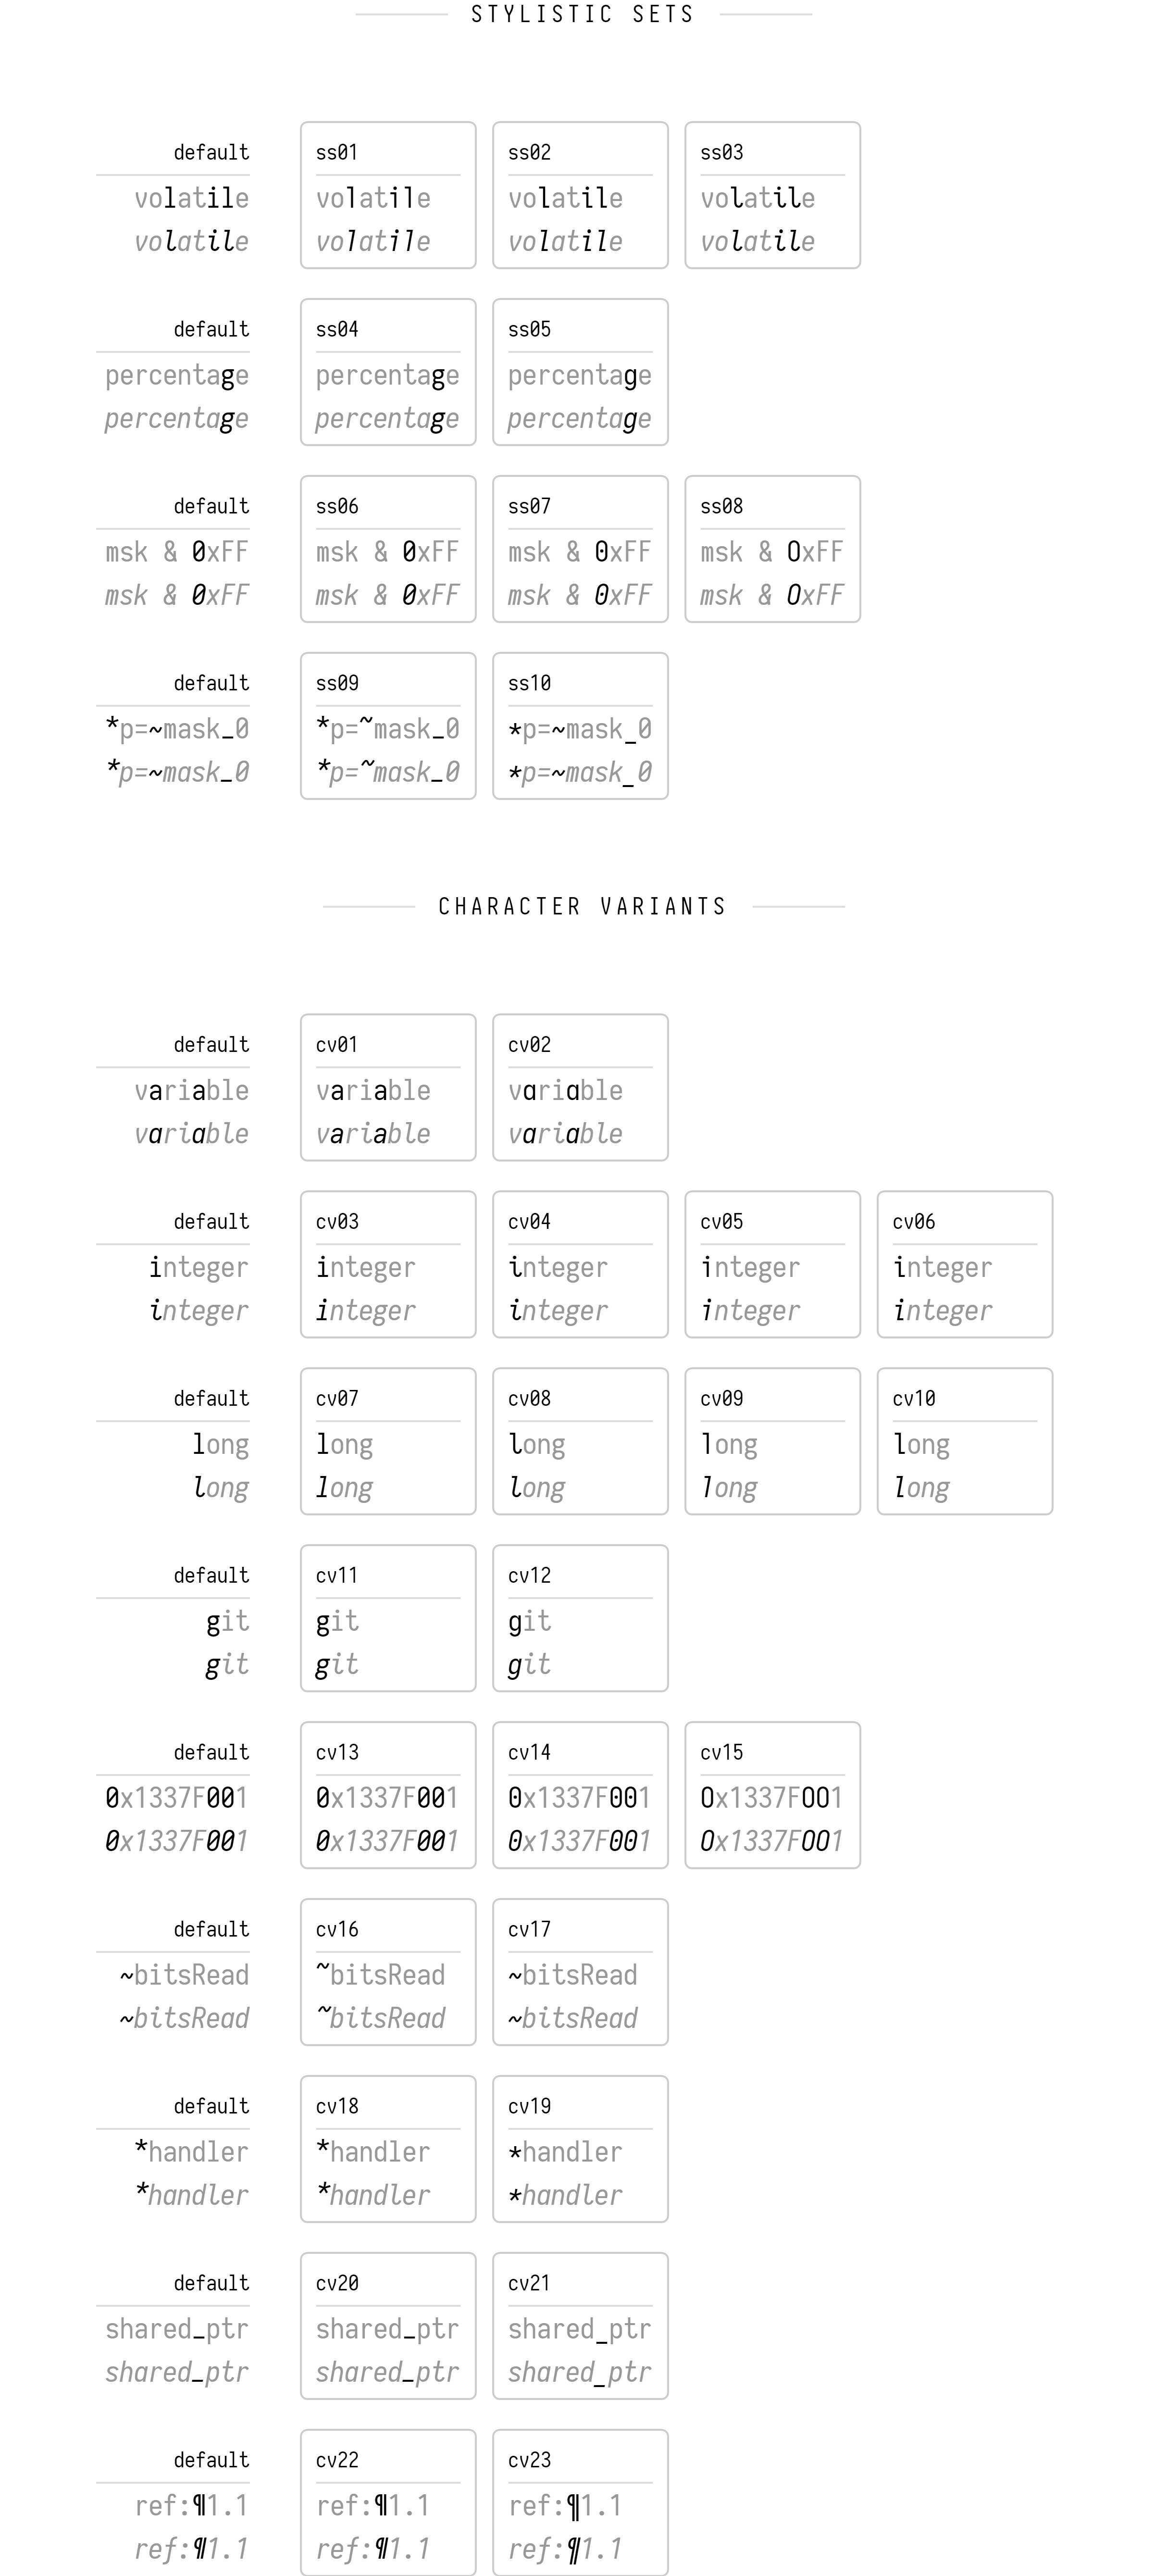 STYLISTIC SETS
default ss01 ss02 ss03
volatile volatile volatile volatile
volatile volatile volatile volatile
default ss04 ss05
percentage percentage percentage
percentage percentage percentage
default ss06 ss07 ss08
msk & 0xFF msk & 0xFF msk & 0xFF msk & 0xFF
msk & 0xFF msk & 0xFF msk & 0xFF msk & 0xFF
default ss09 ss10
*p=~mask_0 *p=~mask_0 *p=~mask_0
*p=~mask_0 *p=~mask_0 *p=~mask_0
CHARACTER VARIANTS
default cv01 cv02
variable variable variable
variable variable variable
default cv03 cv04 cv05 cv06
integer integer integer integer integer
integer integer integer integer integer
default cv07 cv08 cv09 cv10
long long long long long
long long long long long
default cv11 cv12
git git git
git git git
default cv13 cv14 cv15
0x1337F001 0x1337F001 0x1337F001 0x1337F001
0x1337F001 0x1337F001 0x1337F001 0x1337F001
default cv16 cv17
~bitsRead ~bitsRead ~bitsRead
~bitsRead ~bitsRead ~bitsRead
default cv18 cv19
*handler *handler *handler
*handler *handler *handler
default cv20 cv21
shared_ptr shared_ptr shared_ptr
shared_ptr shared_ptr shared_ptr
default cv22 cv23
ref:¶1.1 ref:¶1.1 ref:¶1.1
ref:¶1.1 ref:¶1.1 ref:¶1.1